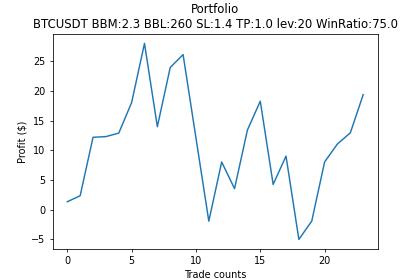 Portfolio
BTCUSDT BBM:2.3 BBL:260 SL:1.4 TP:1.0 lev:20 WinRatio:75.0
Profit ($)
25
20
15
10
5
0
−5
0 5 10 15 20
Trade counts